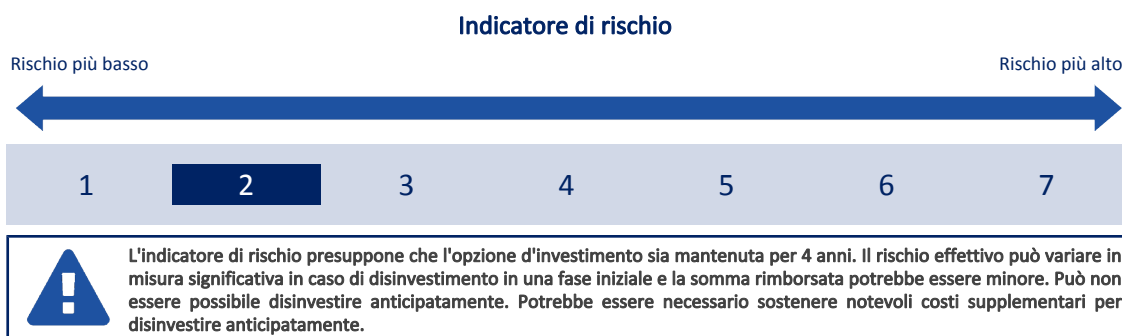 Indicatore di rischio
Rischio più basso
Rischio più alto
1 2 3 4 5 6 7
L'indicatore di rischio presuppone che l'opzione d'investimento sia mantenuta per 4 anni. Il rischio effettivo può variare in
misura significativa in caso di disinvestimento in una fase iniziale e la somma rimborsata potrebbe essere minore. Può non
essere possibile disinvestire anticipatamente. Potrebbe essere necessario sostenere notevoli costi supplementari per
disinvestire anticipatamente.